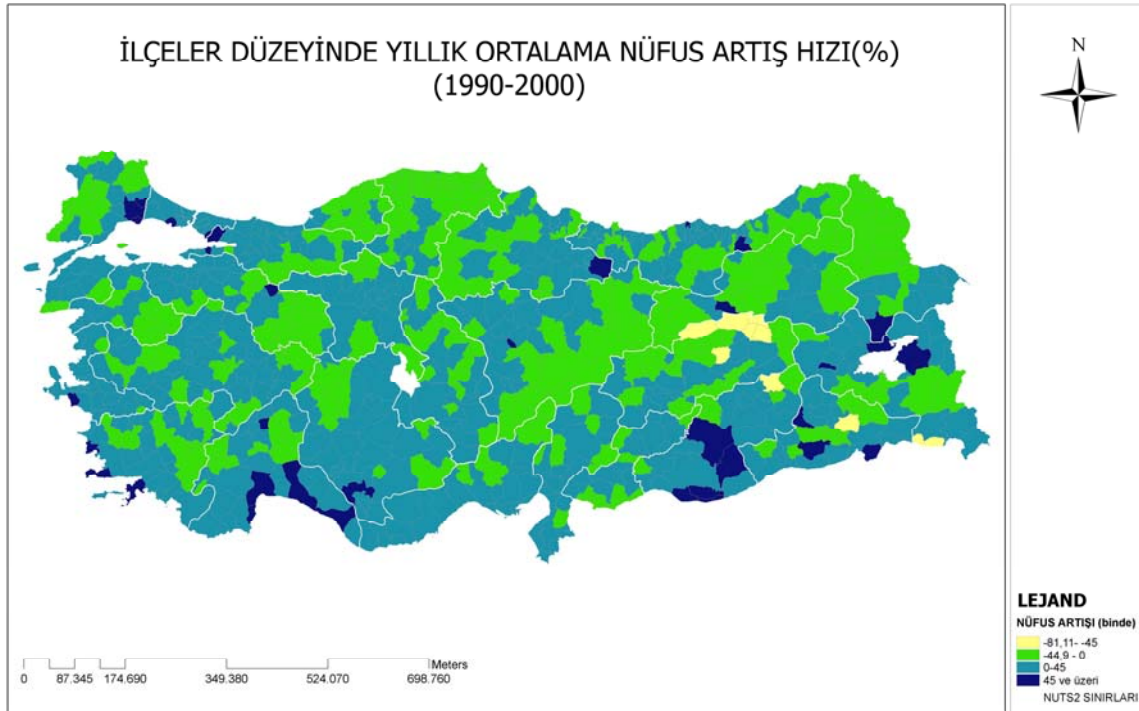 İLÇELER DÜZEYİNDE YILLIK ORTALAMA NÜFUS ARTIŞ HIZI(%)
(1990-2000)
N
LEJAND
NÜFUS ARTIŞI (binde)
-81,11- -45
-44,9 - 0
0-45
45 ve üzeri
NUTS2 SINIRLARI
Meters
0 87.345 174.690 349.380 524.070 698.760